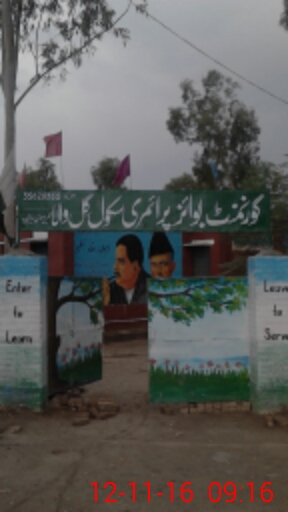 گورنمنٹ بوائز پرائمری سکول گل والا
Enter
to
Learn
Leave
to
Serve
12-11-16 09:16